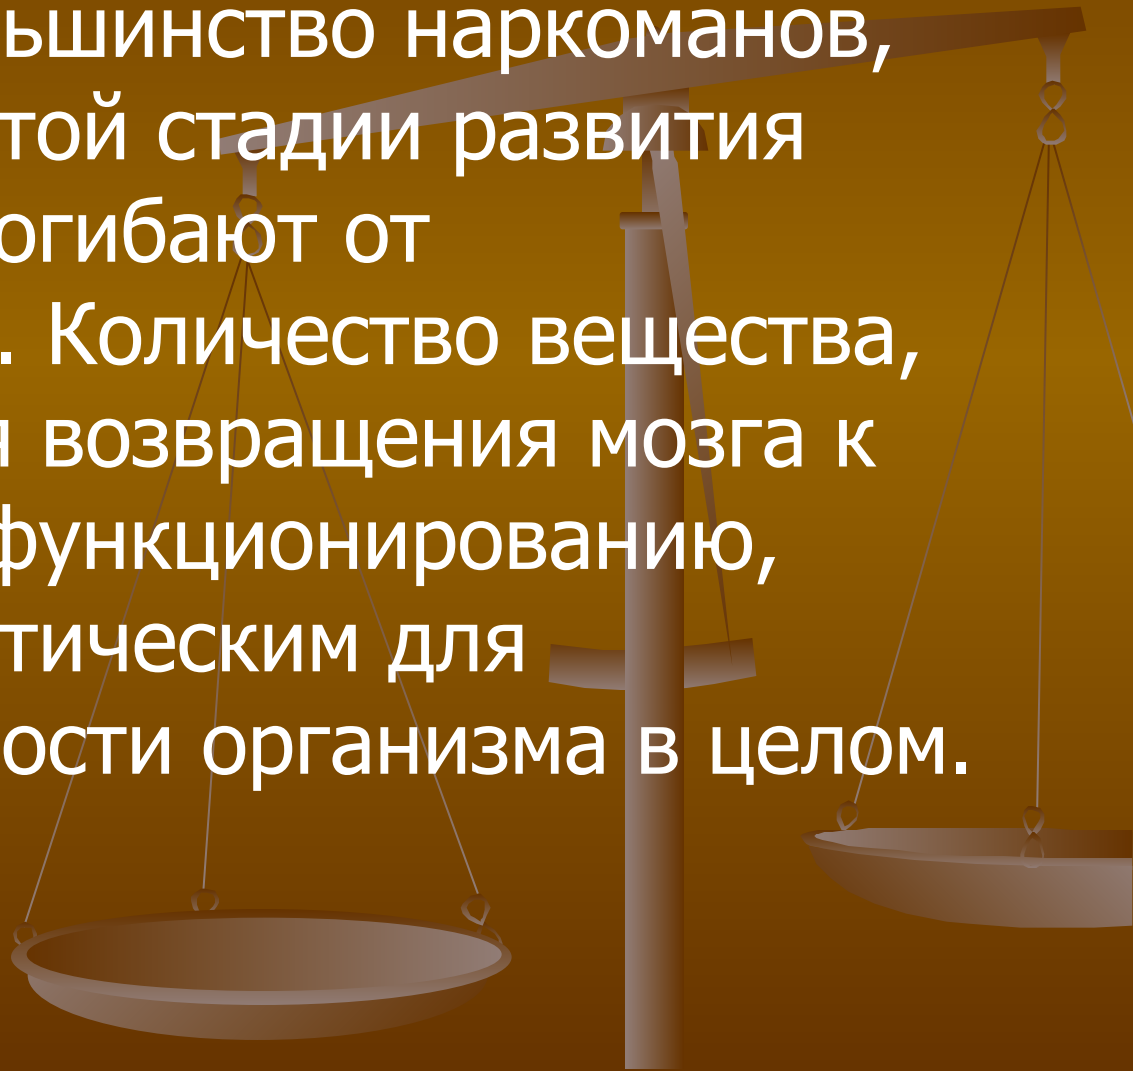 ьшинство наркоманов,
той стадии развития
огибают от
. Количество вещества,
я возвращения мозга к
функционированию,
тическим для
ости организма в целом.